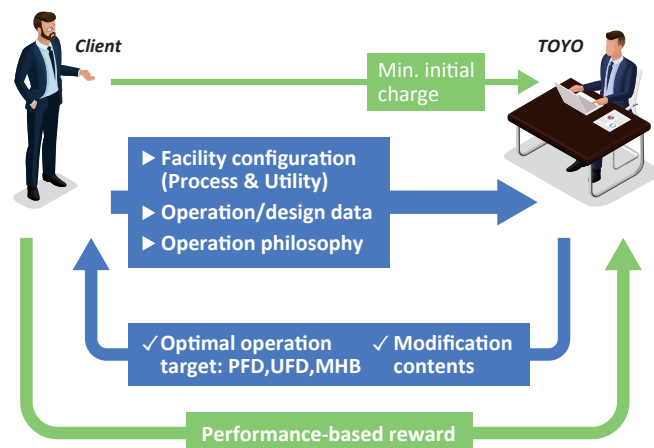 Client
TOYO
Min. initial
charge
▶ Facility configuration
(Process & Utility)
▶ Operation/design data
▶ Operation philosophy
✓ Optimal operation
target: PFD,UFD,MHB
✓ Modification
contents
Performance-based reward